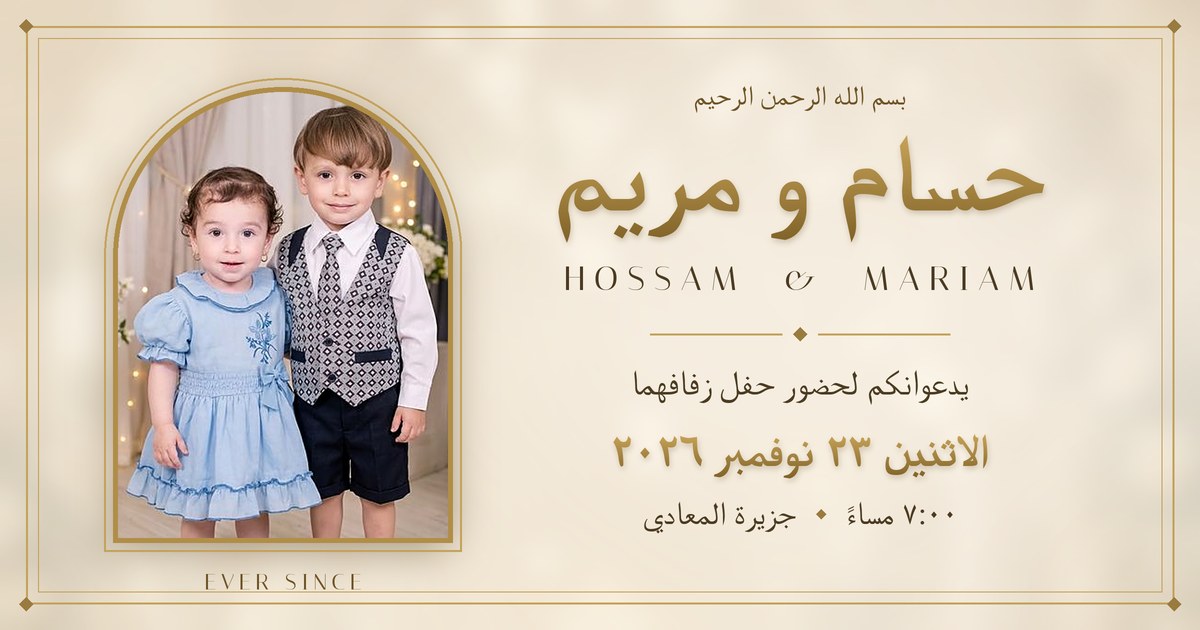 بسم الله الرحمن الرحيم
حسام و مريم
HOSSAM & MARIAM
يدعوانكم لحضور حفل زفافهما
الاثنين ٢٣ نوفمبر ٢٠٢٦
٧:٠٠ مساءً ◆ جزيرة المعادي
EVER SINCE